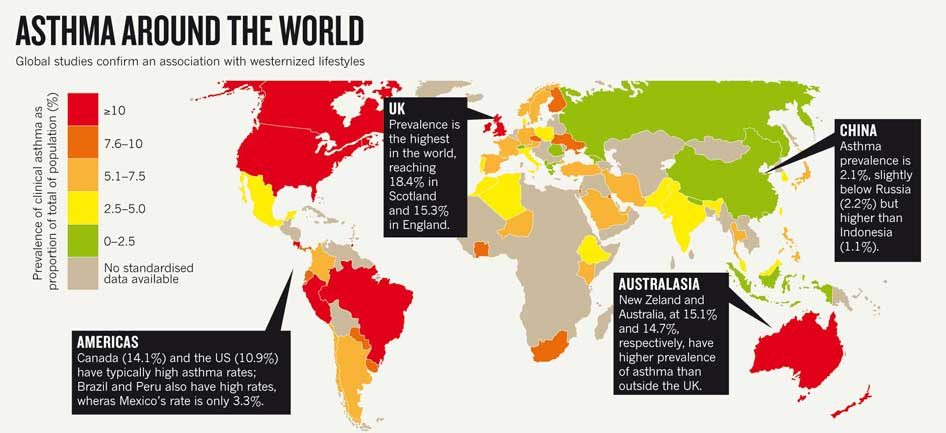 ASTHMA AROUND THE WORLD
Global studies confirm an association with westernized lifestyles
Prevalence of clinical asthma as
proportion of total of population (%)
≥10
7.6–10
5.1–7.5
2.5–5.0
0–2.5
No standardised
data available
UK
Prevalence is
the highest
in the world,
reaching
18.4% in
Scotland
and 15.3%
in England.
CHINA
Asthma
prevalence is
2.1%, slightly
below Russia
(2.2%) but
higher than
Indonesia
(1.1%).
AUSTRALASIA
New Zeland and
Australia, at 15.1%
and 14.7%,
respectively, have
higher prevalence
of asthma than
outside the UK.
AMERICAS
Canada (14.1%) and the US (10.9%)
have typically high asthma rates;
Brazil and Peru also have high rates,
wheras Mexico's rate is only 3.3%.